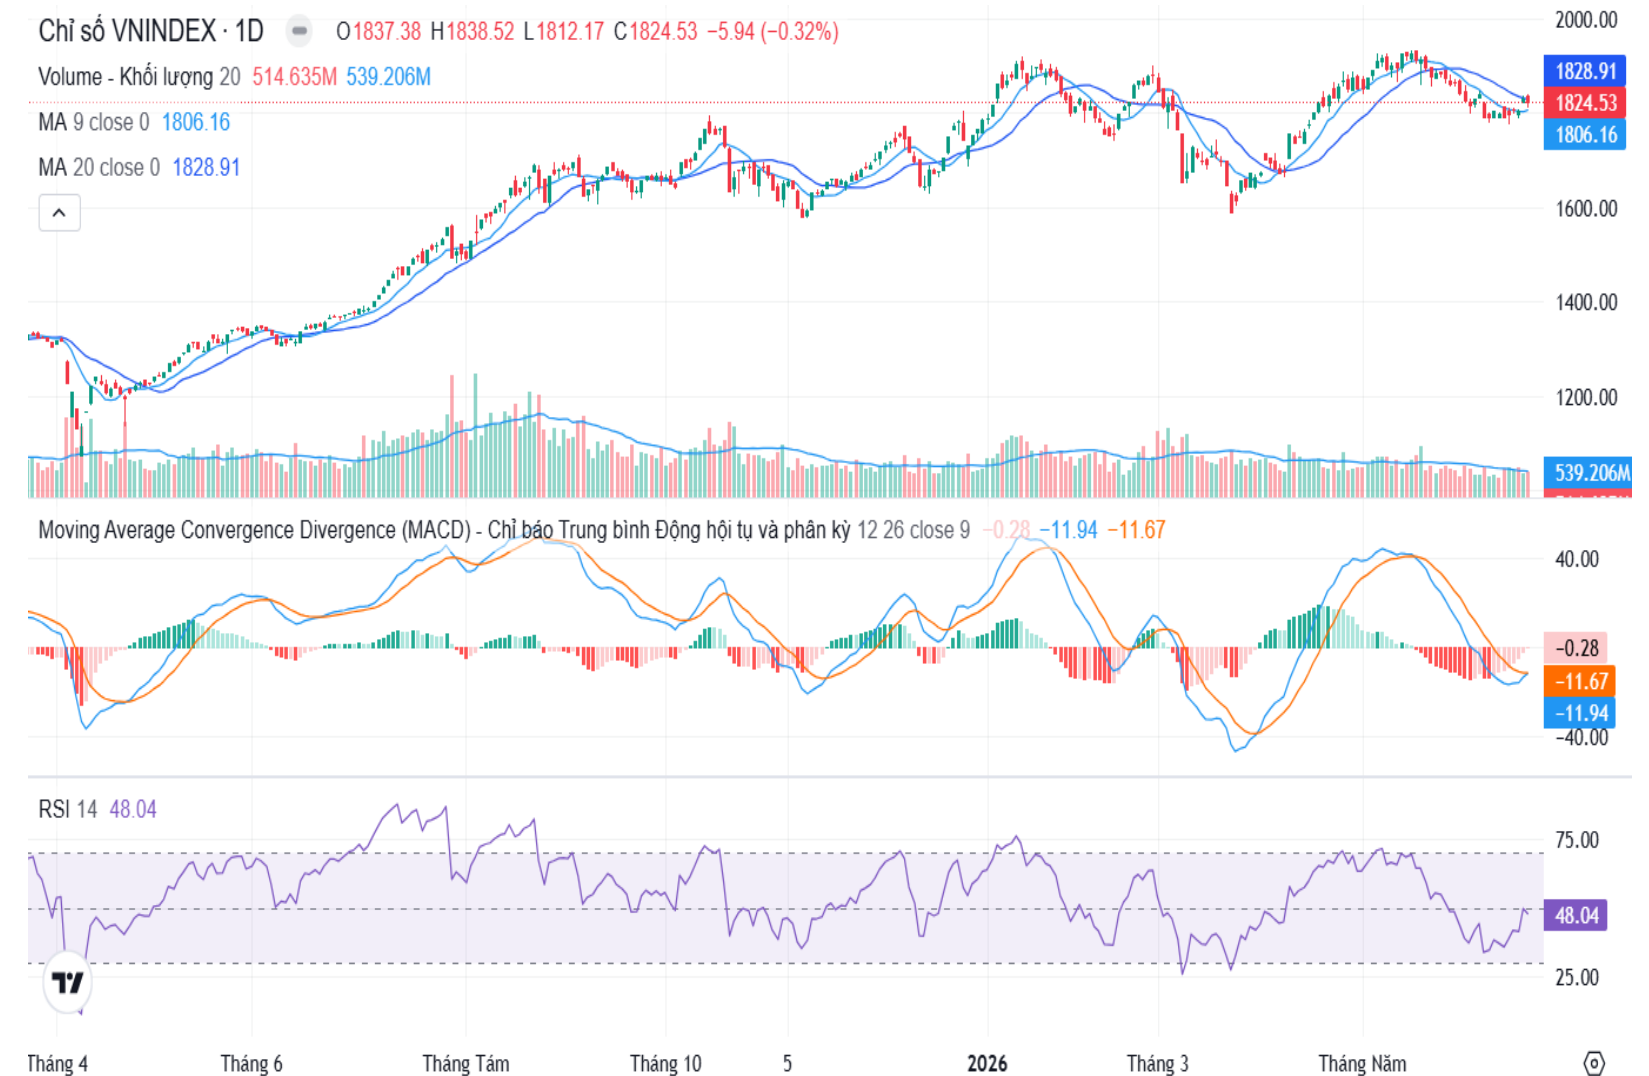 Chỉ số VNINDEX · 1D O1837.38 H1838.52 L1812.17 C1824.53 −5.94 (−0.32%)
Volume - Khối lượng 20 514.635M 539.206M
MA 9 close 0 1806.16
MA 20 close 0 1828.91
2000.00
1828.91
1824.53
1806.16
1600.00
1400.00
1200.00
539.206M
Moving Average Convergence Divergence (MACD) - Chỉ báo Trung bình Động hội tụ và phân kỳ 12 26 close 9 −0.28 −11.94 −11.67
40.00
−0.28
−11.67
−11.94
−40.00
RSI 14 48.04
75.00
48.04
25.00
Tháng 4 Tháng 6 Tháng Tám Tháng 10 5 2026 Tháng 3 Tháng Năm